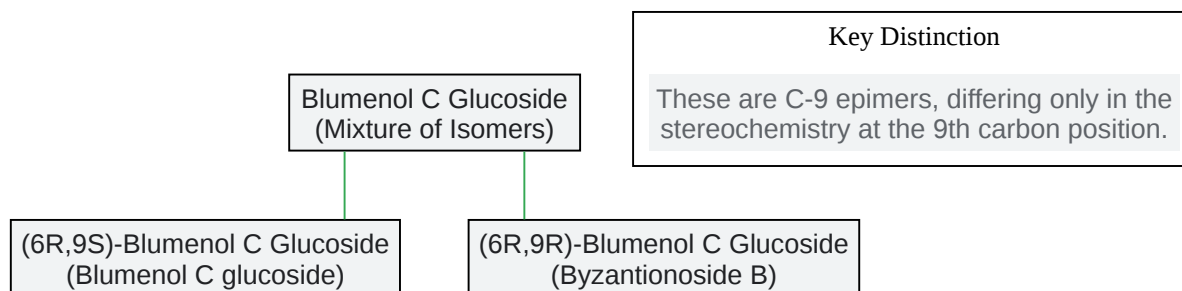 Key Distinction
Blumenol C Glucoside
(Mixture of Isomers)
These are C-9 epimers, differing only in the
stereochemistry at the 9th carbon position.
(6R,9S)-Blumenol C Glucoside
(Blumenol C glucoside)
(6R,9R)-Blumenol C Glucoside
(Byzantionoside B)